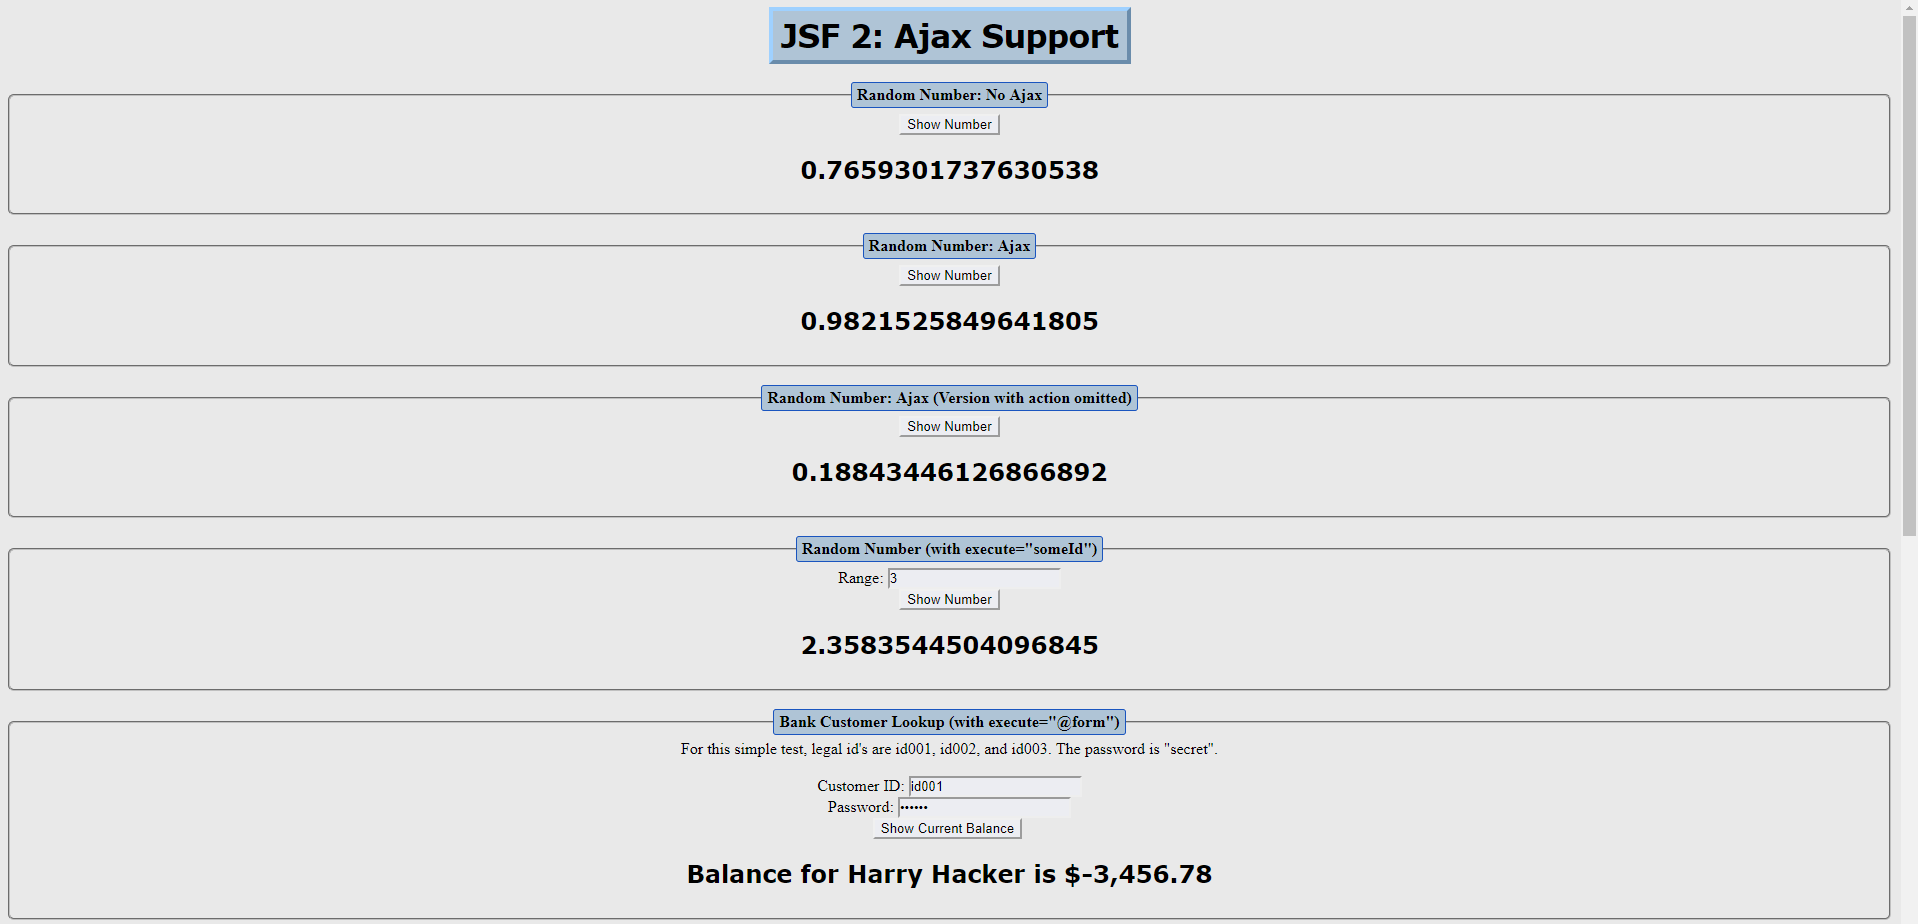 JSF 2: Ajax Support
Random Number: No Ajax
Show Number
0.7659301737630538
Random Number: Ajax
Show Number
0.9821525849641805
Random Number: Ajax (Version with action omitted)
Show Number
0.18843446126866892
Random Number (with execute="someId")
Range: 3
Show Number
2.3583544504096845
Bank Customer Lookup (with execute="@form")
For this simple test, legal id's are id001, id002, and id003. The password is "secret".
Customer ID: id001
Password: ••••••
Show Current Balance
Balance for Harry Hacker is $-3,456.78